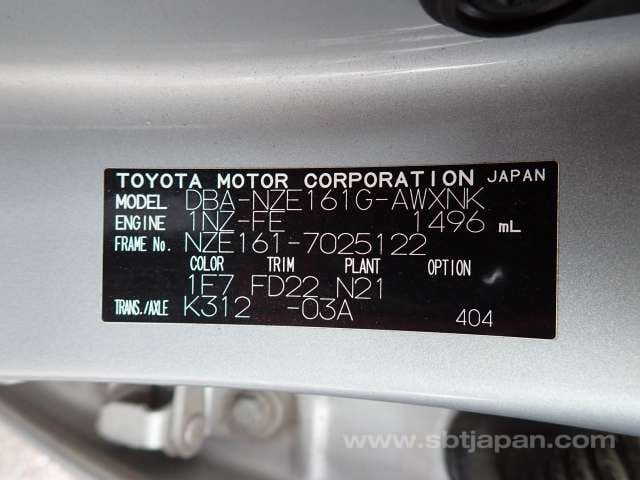 TOYOTA MOTOR CORPORATION JAPAN
MODEL DBA-NZE161G-AWXNK
ENGINE 1NZ-FE 1496 mL
FRAME No. NZE161-7025122
COLOR TRIM PLANT OPTION
1E7 FD22 N21
TRANS./AXLE K312 -03A 404
www.sbtjapan.com